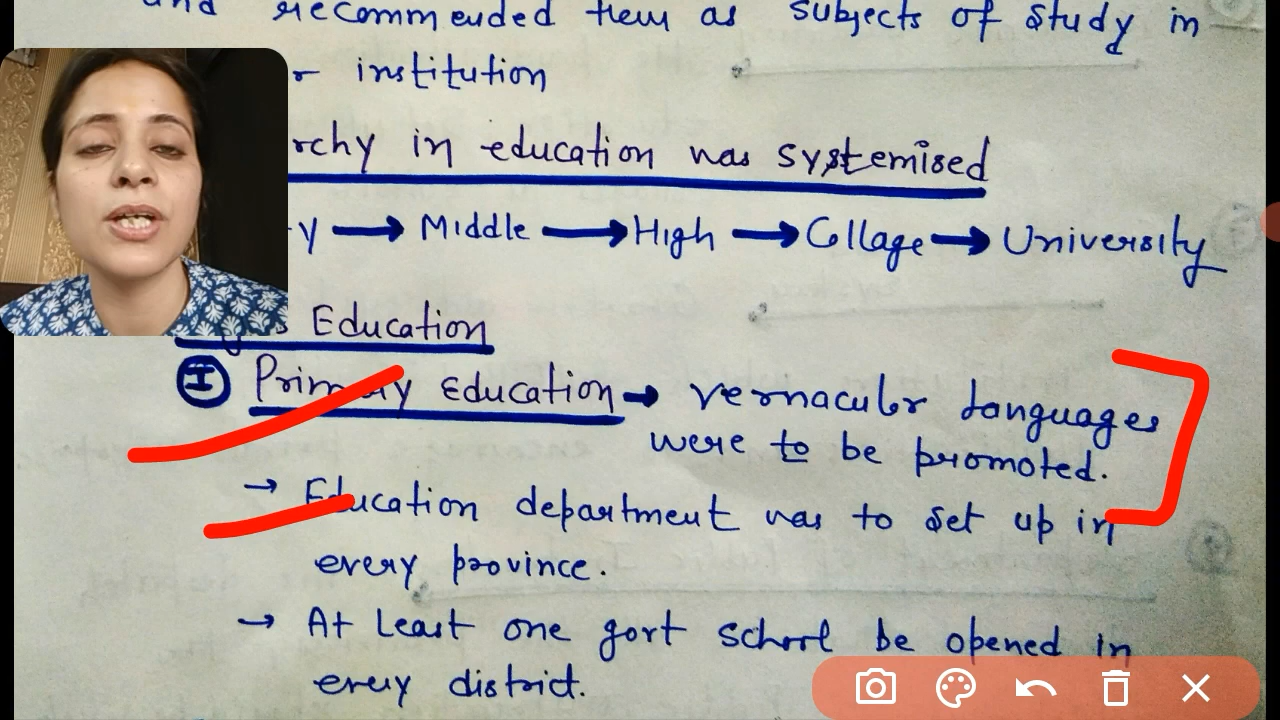 and recommended them as subjects of study in
r institution
rchy in education was systemised
y → Middle → High → Collage → University
s Education
I Primary Education → Vernacular languages
were to be promoted.
→ Education department was to set up in
every province.
→ At Least one govt school be opened in
every district.